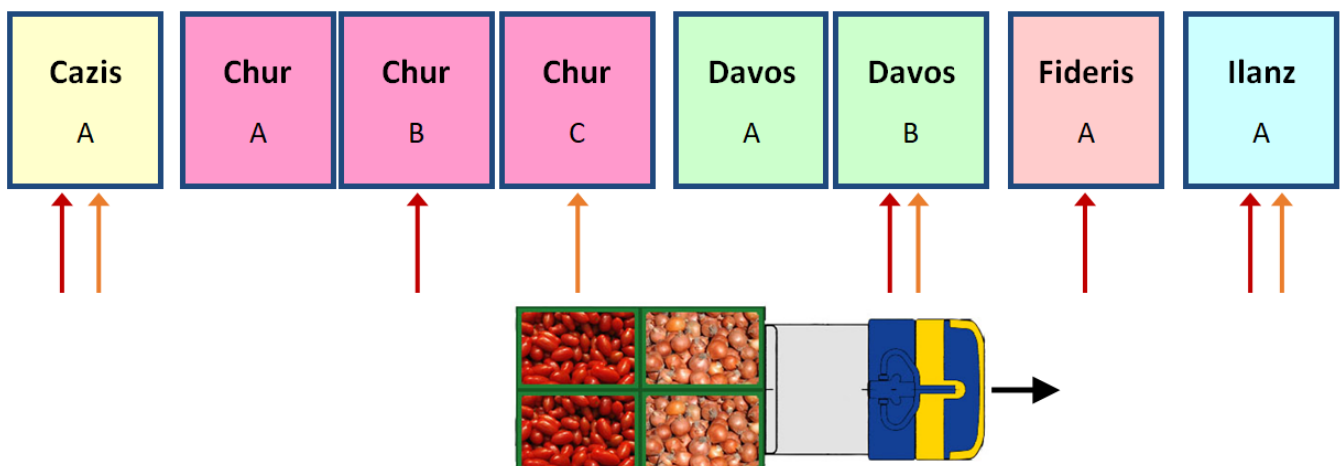 Cazis
A
Chur
A
Chur
B
Chur
C
Davos
A
Davos
B
Fideris
A
Ilanz
A